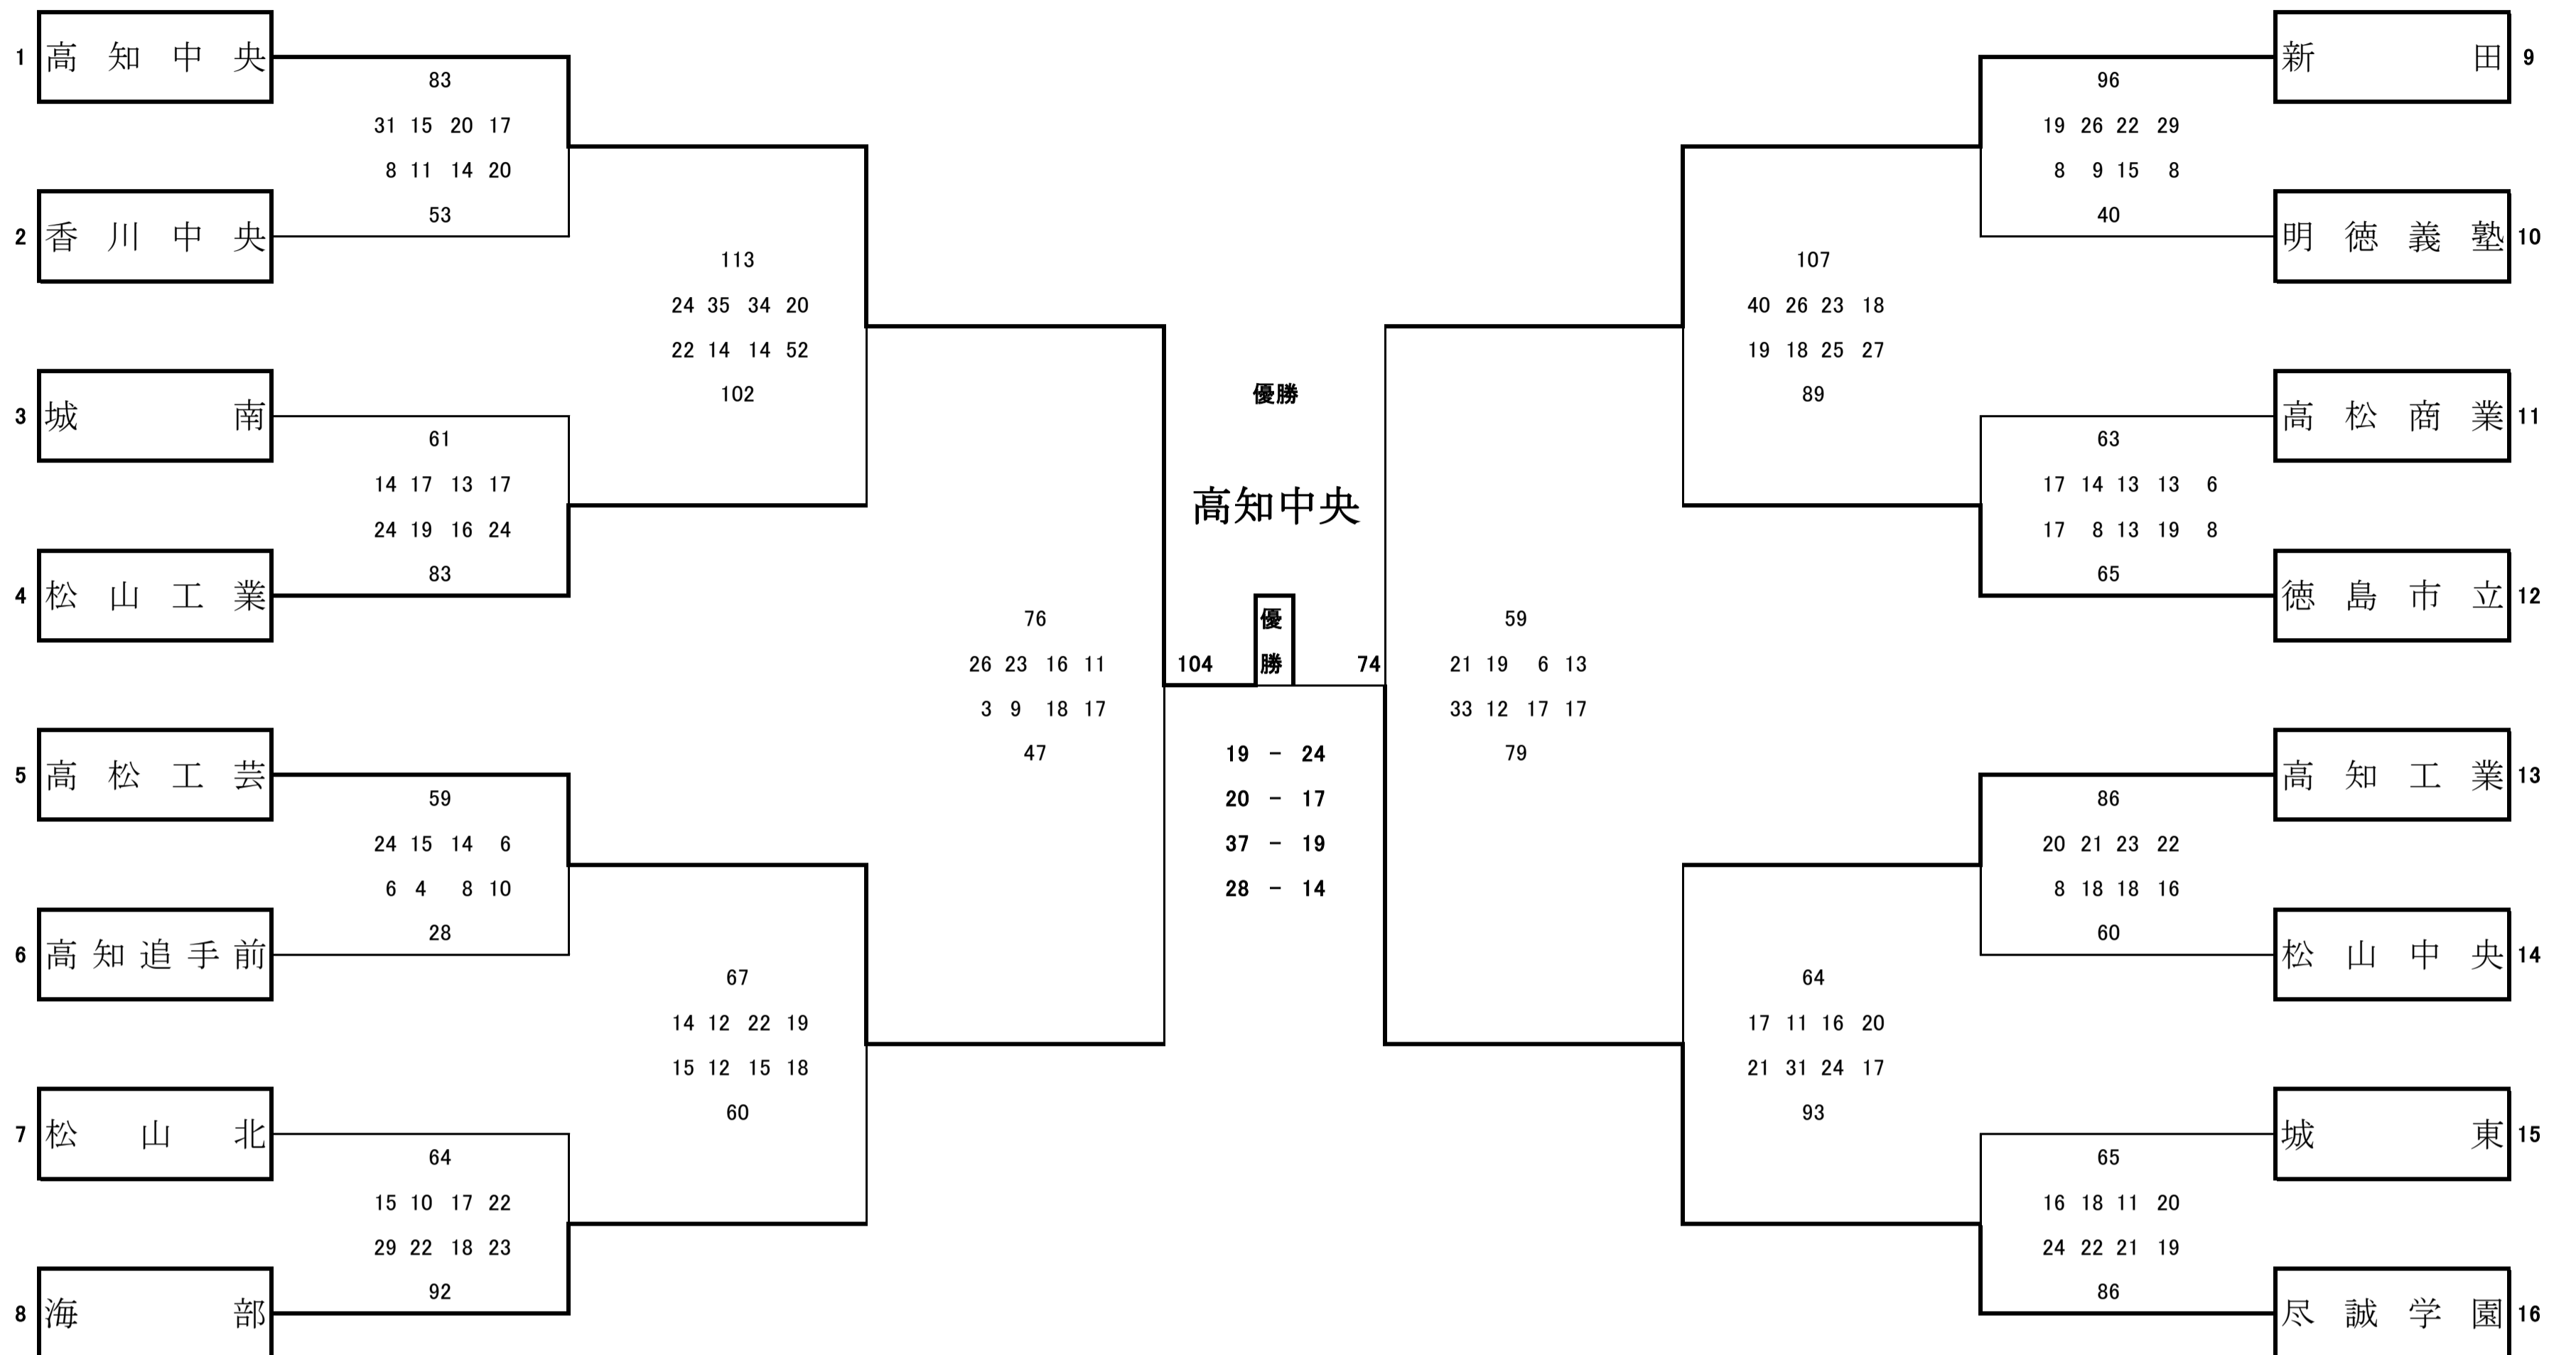 1 高知中央
83
31 15 20 17
8 11 14 20
53
2 香川中央
113
24 35 34 20
22 14 14 52
102
3 城南
61
14 17 13 17
24 19 16 24
83
4 松山工業
76
26 23 16 11
3 9 18 17
47
5 高松工芸
59
24 15 14 6
6 4 8 10
28
6 高知追手前
67
14 12 22 19
15 12 15 18
60
7 松山北
64
15 10 17 22
29 22 18 23
92
8 海部
優勝
高知中央
優勝
104 74
19 - 24
20 - 17
37 - 19
28 - 14
新田 9
96
19 26 22 29
8 9 15 8
40
明徳義塾 10
107
40 26 23 18
19 18 25 27
89
高松商業 11
63
17 14 13 13 6
17 8 13 19 8
65
徳島市立 12
59
21 19 6 13
33 12 17 17
79
高知工業 13
86
20 21 23 22
8 18 18 16
60
松山中央 14
64
17 11 16 20
21 31 24 17
93
城東 15
65
16 18 11 20
24 22 21 19
86
尽誠学園 16